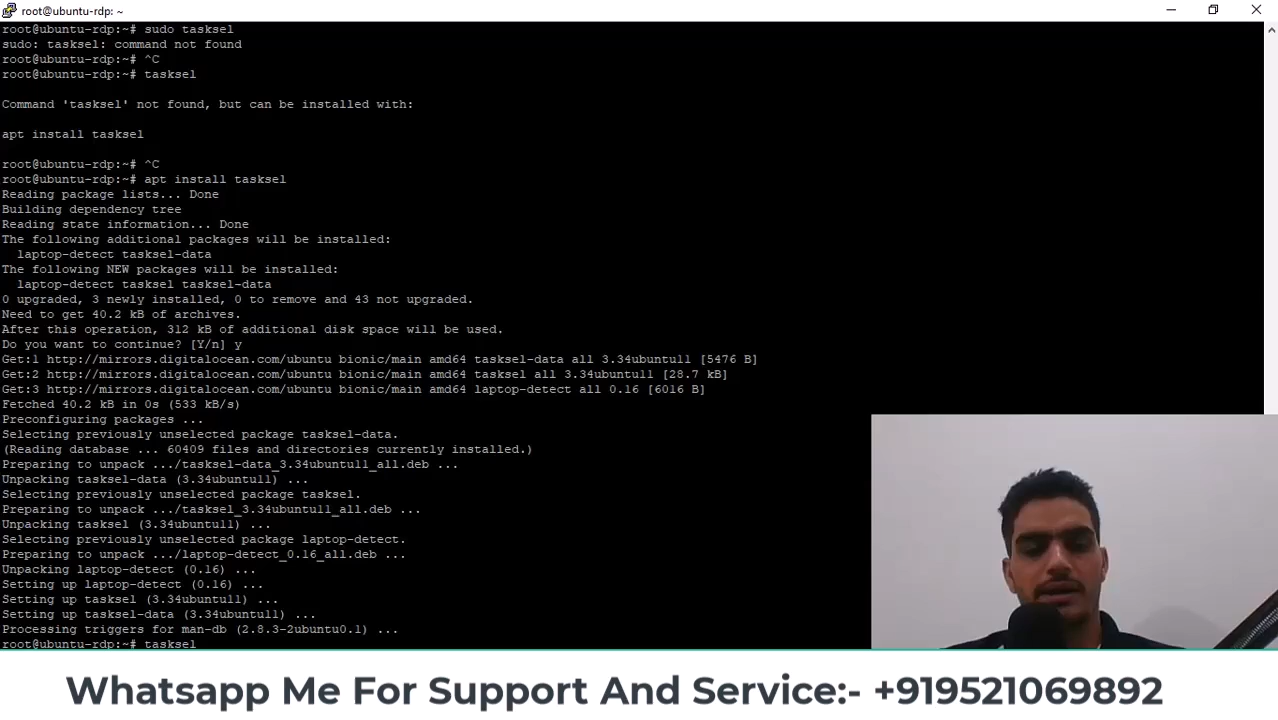 root@ubuntu-rdp: ~
root@ubuntu-rdp:~# sudo tasksel
sudo: tasksel: command not found
root@ubuntu-rdp:~# ^C
root@ubuntu-rdp:~# tasksel
Command 'tasksel' not found, but can be installed with:
apt install tasksel
root@ubuntu-rdp:~# ^C
root@ubuntu-rdp:~# apt install tasksel
Reading package lists... Done
Building dependency tree
Reading state information... Done
The following additional packages will be installed:
laptop-detect tasksel-data
The following NEW packages will be installed:
laptop-detect tasksel tasksel-data
0 upgraded, 3 newly installed, 0 to remove and 43 not upgraded.
Need to get 40.2 kB of archives.
After this operation, 312 kB of additional disk space will be used.
Do you want to continue? [Y/n] y
Get:1 http://mirrors.digitalocean.com/ubuntu bionic/main amd64 tasksel-data all 3.34ubuntu11 [5476 B]
Get:2 http://mirrors.digitalocean.com/ubuntu bionic/main amd64 tasksel all 3.34ubuntu11 [28.7 kB]
Get:3 http://mirrors.digitalocean.com/ubuntu bionic/main amd64 laptop-detect all 0.16 [6016 B]
Fetched 40.2 kB in 0s (533 kB/s)
Preconfiguring packages ...
Selecting previously unselected package tasksel-data.
(Reading database ... 60409 files and directories currently installed.)
Preparing to unpack .../tasksel-data_3.34ubuntu11_all.deb ...
Unpacking tasksel-data (3.34ubuntu11) ...
Selecting previously unselected package tasksel.
Preparing to unpack .../tasksel_3.34ubuntu11_all.deb ...
Unpacking tasksel (3.34ubuntu11) ...
Selecting previously unselected package laptop-detect.
Preparing to unpack .../laptop-detect_0.16_all.deb ...
Unpacking laptop-detect (0.16) ...
Setting up laptop-detect (0.16) ...
Setting up tasksel (3.34ubuntu11) ...
Setting up tasksel-data (3.34ubuntu11) ...
Processing triggers for man-db (2.8.3-2ubuntu0.1) ...
root@ubuntu-rdp:~# tasksel
Whatsapp Me For Support And Service:- +919521069892